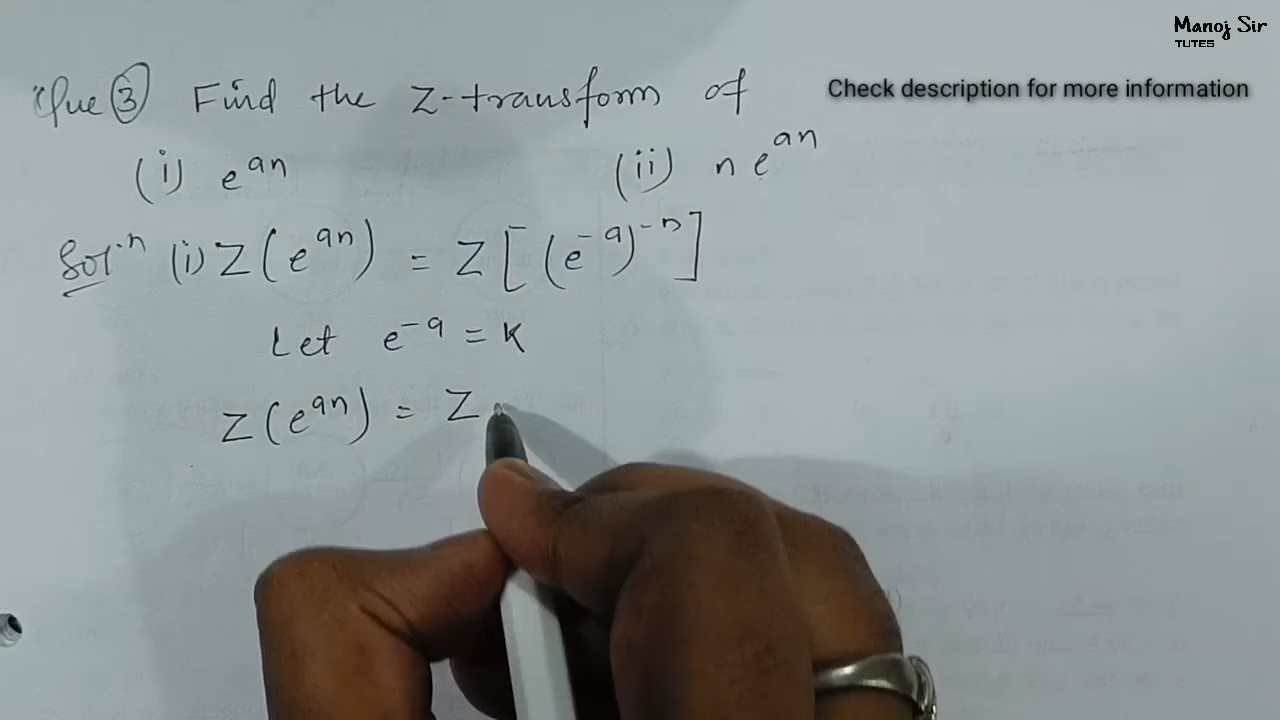 Manoj Sir
TUTES
Check description for more information
Que (3) Find the Z-transform of
(i) e^an (ii) n e^an
Sol.n (i) Z(e^an) = Z[(e^-a)^-n]
Let e^-a = K
Z(e^an) = Z